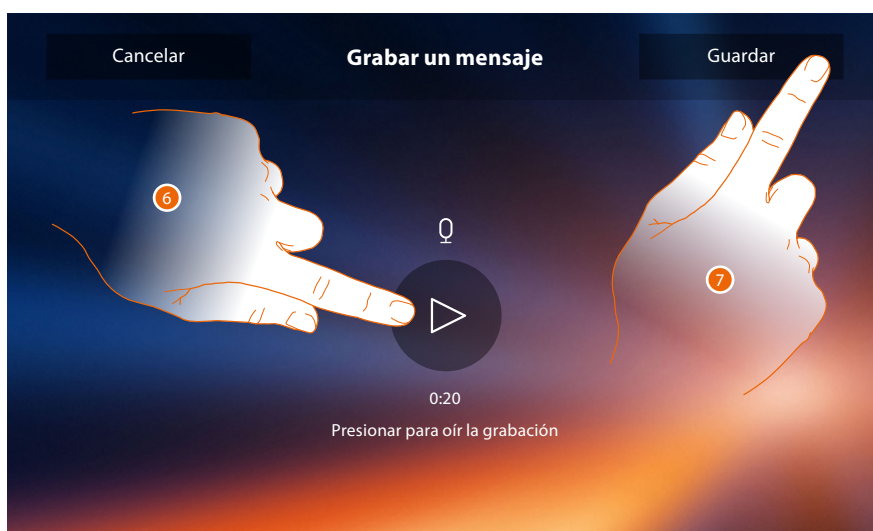 Cancelar
Grabar un mensaje
Guardar
6
7
0:20
Presionar para oír la grabación